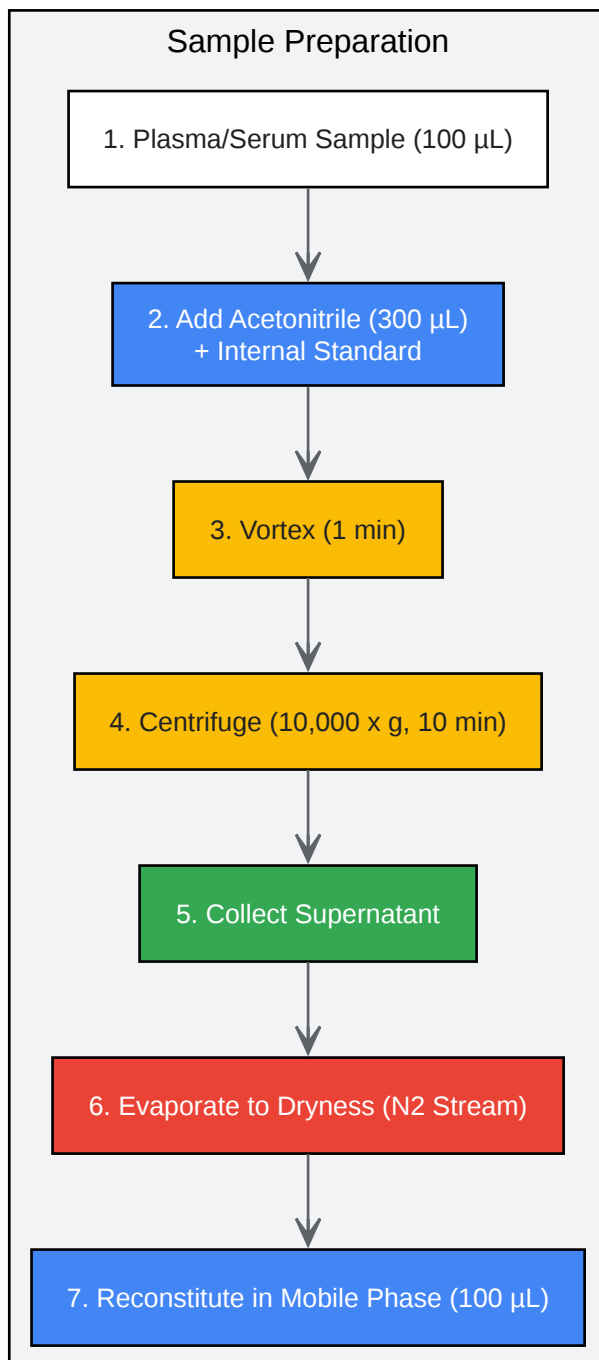 Sample Preparation
1. Plasma/Serum Sample (100 µL)
2. Add Acetonitrile (300 µL)
+ Internal Standard
3. Vortex (1 min)
4. Centrifuge (10,000 x g, 10 min)
5. Collect Supernatant
6. Evaporate to Dryness (N2 Stream)
7. Reconstitute in Mobile Phase (100 µL)